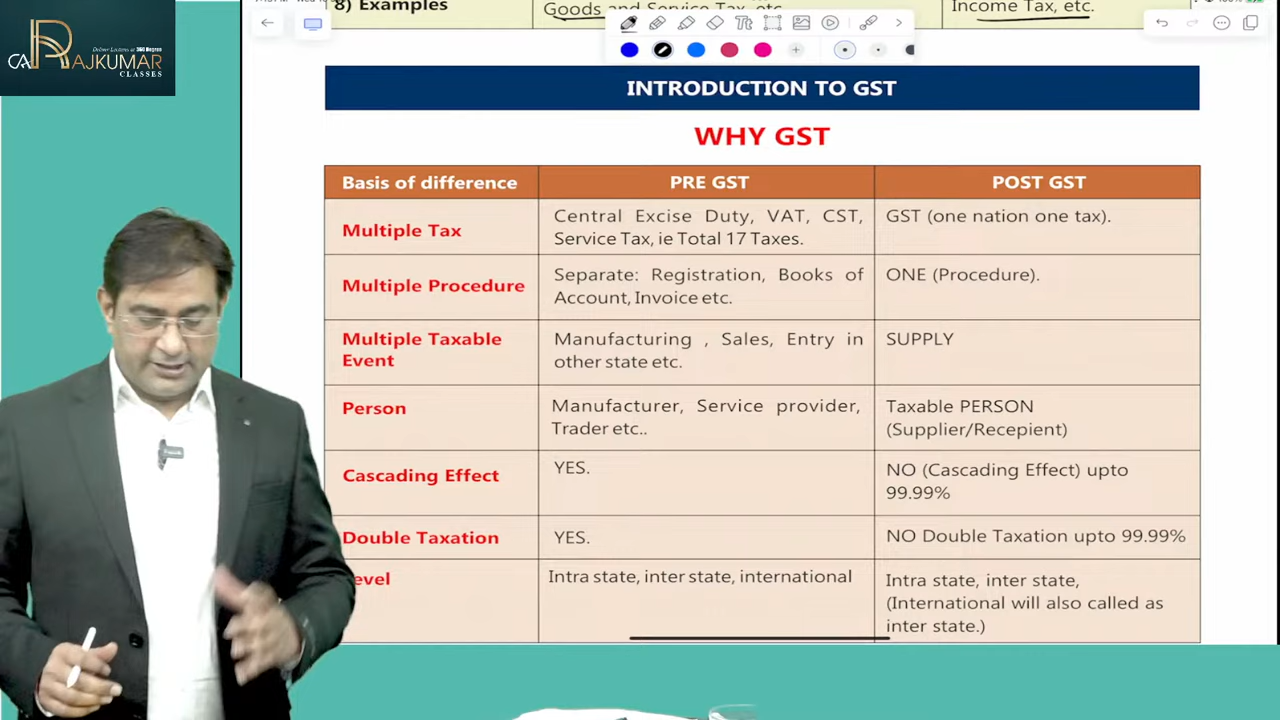 8) Examples
Goods and Service Tax, etc.
Income Tax, etc.
Deliver Lectures at 360 Degree
CA RAJKUMAR
CLASSES
INTRODUCTION TO GST
WHY GST
Basis of difference
PRE GST
POST GST
Multiple Tax
Central Excise Duty, VAT, CST,
Service Tax, ie Total 17 Taxes.
GST (one nation one tax).
Multiple Procedure
Separate: Registration, Books of
Account, Invoice etc.
ONE (Procedure).
Multiple Taxable
Event
Manufacturing , Sales, Entry in
other state etc.
SUPPLY
Person
Manufacturer, Service provider,
Trader etc..
Taxable PERSON
(Supplier/Recepient)
Cascading Effect
YES.
NO (Cascading Effect) upto
99.99%
Double Taxation
YES.
NO Double Taxation upto 99.99%
evel
Intra state, inter state, international
Intra state, inter state,
(International will also called as
inter state.)